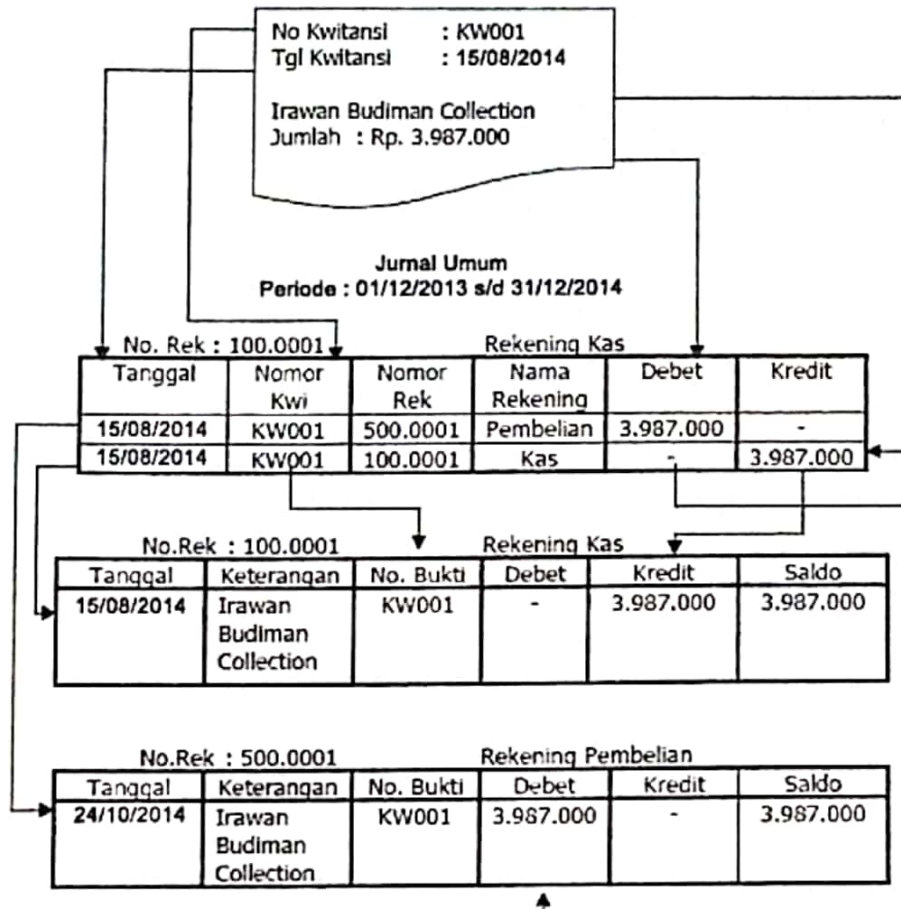 No Kwitansi : KW001
Tgl Kwitansi : 15/08/2014
Irawan Budiman Collection
Jumlah : Rp. 3.987.000
Jurnal Umum
Periode : 01/12/2013 s/d 31/12/2014
No. Rek : 100.0001 Rekening Kas
Tanggal Nomor Kwi Nomor Rek Nama Rekening Debet Kredit
15/08/2014 KW001 500.0001 Pembelian 3.987.000 -
15/08/2014 KW001 100.0001 Kas - 3.987.000
No.Rek : 100.0001 Rekening Kas
Tanggal Keterangan No. Bukti Debet Kredit Saldo
15/08/2014 Irawan Budiman Collection KW001 - 3.987.000 3.987.000
No.Rek : 500.0001 Rekening Pembelian
Tanggal Keterangan No. Bukti Debet Kredit Saldo
24/10/2014 Irawan Budiman Collection KW001 3.987.000 - 3.987.000